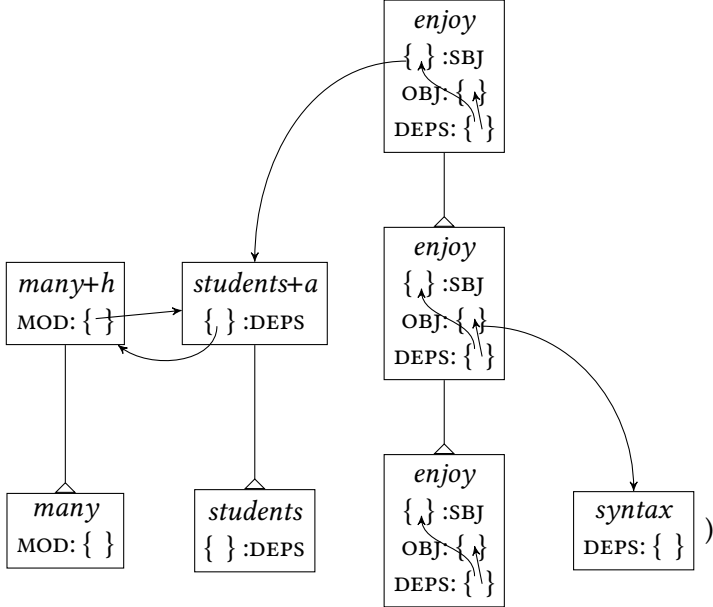 enjoy
{ } :SBJ
OBJ: { }
DEPS: { }
many+h
MOD: { }
students+a
{ } :DEPS
enjoy
{ } :SBJ
OBJ: { }
DEPS: { }
many
MOD: { }
students
{ } :DEPS
enjoy
{ } :SBJ
OBJ: { }
DEPS: { }
syntax
DEPS: { }
)